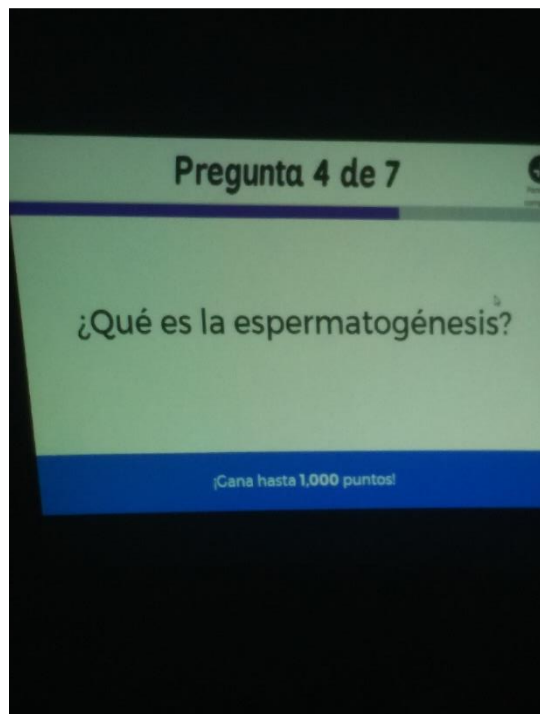 Pregunta 4 de 7
¿Qué es la espermatogénesis?
¡Gana hasta 1,000 puntos!